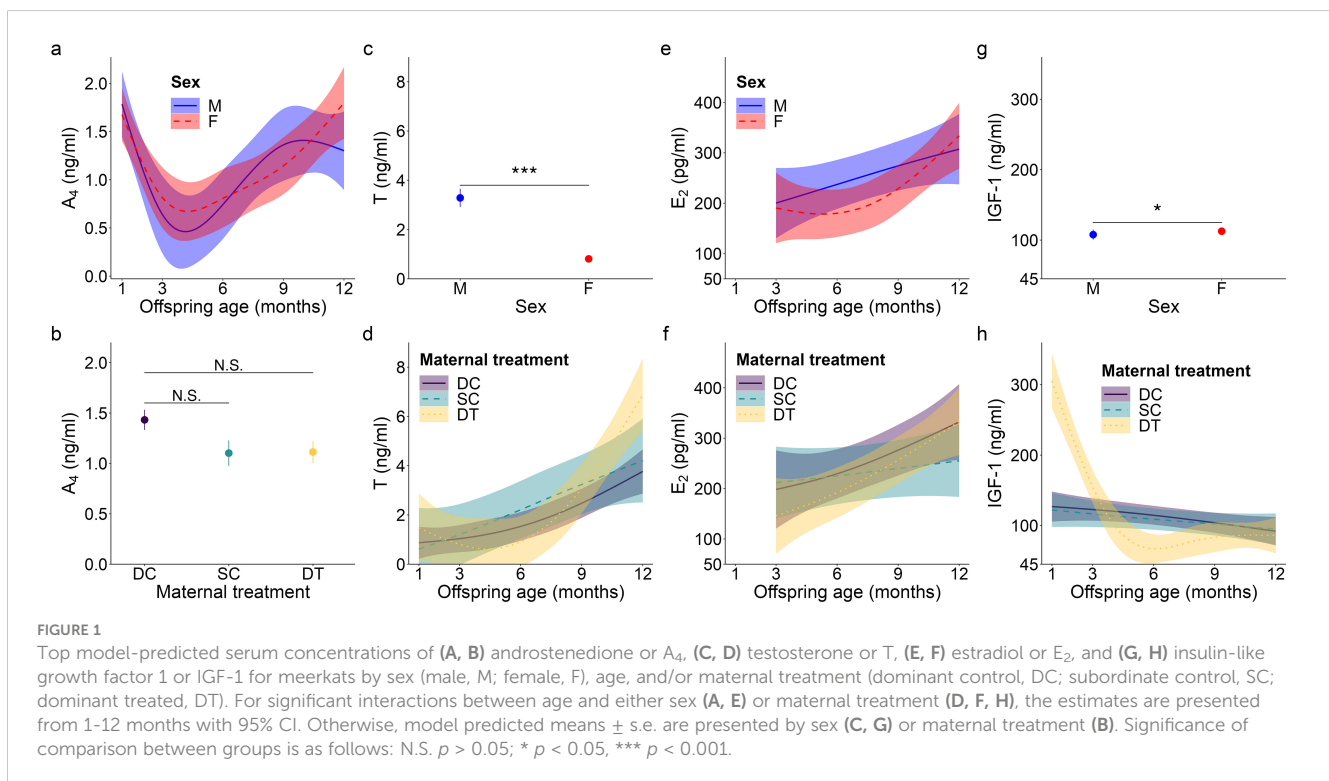 a
2.0
1.5
1.0
0.5
0.0
A4 (ng/ml)
Sex
M
F
1 3 6 9 12
Offspring age (months)
c
8
6
4
2
0
T (ng/ml)
***
M F
Sex
e
400
300
200
100
50
E2 (pg/ml)
Sex
M
F
1 3 6 9 12
Offspring age (months)
g
300
100
45
IGF-1 (ng/ml)
*
M F
Sex
b
2.0
1.5
1.0
0.5
0.0
A4 (ng/ml)
N.S.
N.S.
DC SC DT
Maternal treatment
d
8
6
4
2
0
T (ng/ml)
Maternal treatment
DC
SC
DT
1 3 6 9 12
Offspring age (months)
f
400
300
200
100
50
E2 (pg/ml)
Maternal treatment
DC
SC
DT
1 3 6 9 12
Offspring age (months)
h
300
100
45
IGF-1 (ng/ml)
Maternal treatment
DC
SC
DT
1 3 6 9 12
Offspring age (months)
FIGURE 1
Top model-predicted serum concentrations of (A, B) androstenedione or A4, (C, D) testosterone or T, (E, F) estradiol or E2, and (G, H) insulin-like
growth factor 1 or IGF-1 for meerkats by sex (male, M; female, F), age, and/or maternal treatment (dominant control, DC; subordinate control, SC;
dominant treated, DT). For significant interactions between age and either sex (A, E) or maternal treatment (D, F, H), the estimates are presented
from 1-12 months with 95% CI. Otherwise, model predicted means ± s.e. are presented by sex (C, G) or maternal treatment (B). Significance of
comparison between groups is as follows: N.S. p > 0.05; * p < 0.05, *** p < 0.001.